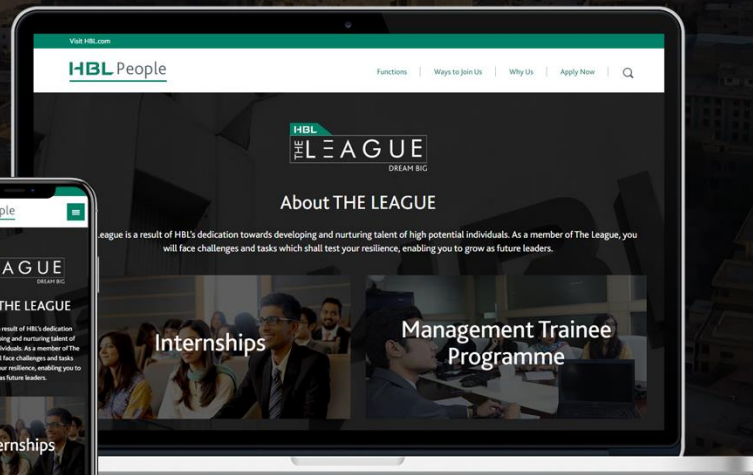 Visit HBL.com
HBL People
Functions
Ways to Join Us
Why Us
Apply Now
HBL
THE LEAGUE
DREAM BIG
About THE LEAGUE
League is a result of HBL's dedication towards developing and nurturing talent of high potential individuals. As a member of The League, you
will face challenges and tasks which shall test your resilience, enabling you to grow as future leaders.
Internships
Management Trainee
Programme
ple
AGUE
DREAM BIG
THE LEAGUE
result of HBL's dedication
ing and nurturing talent of
viduals. As a member of The
ll face challenges and tasks
our resilience, enabling you to
as future leaders.
ernships